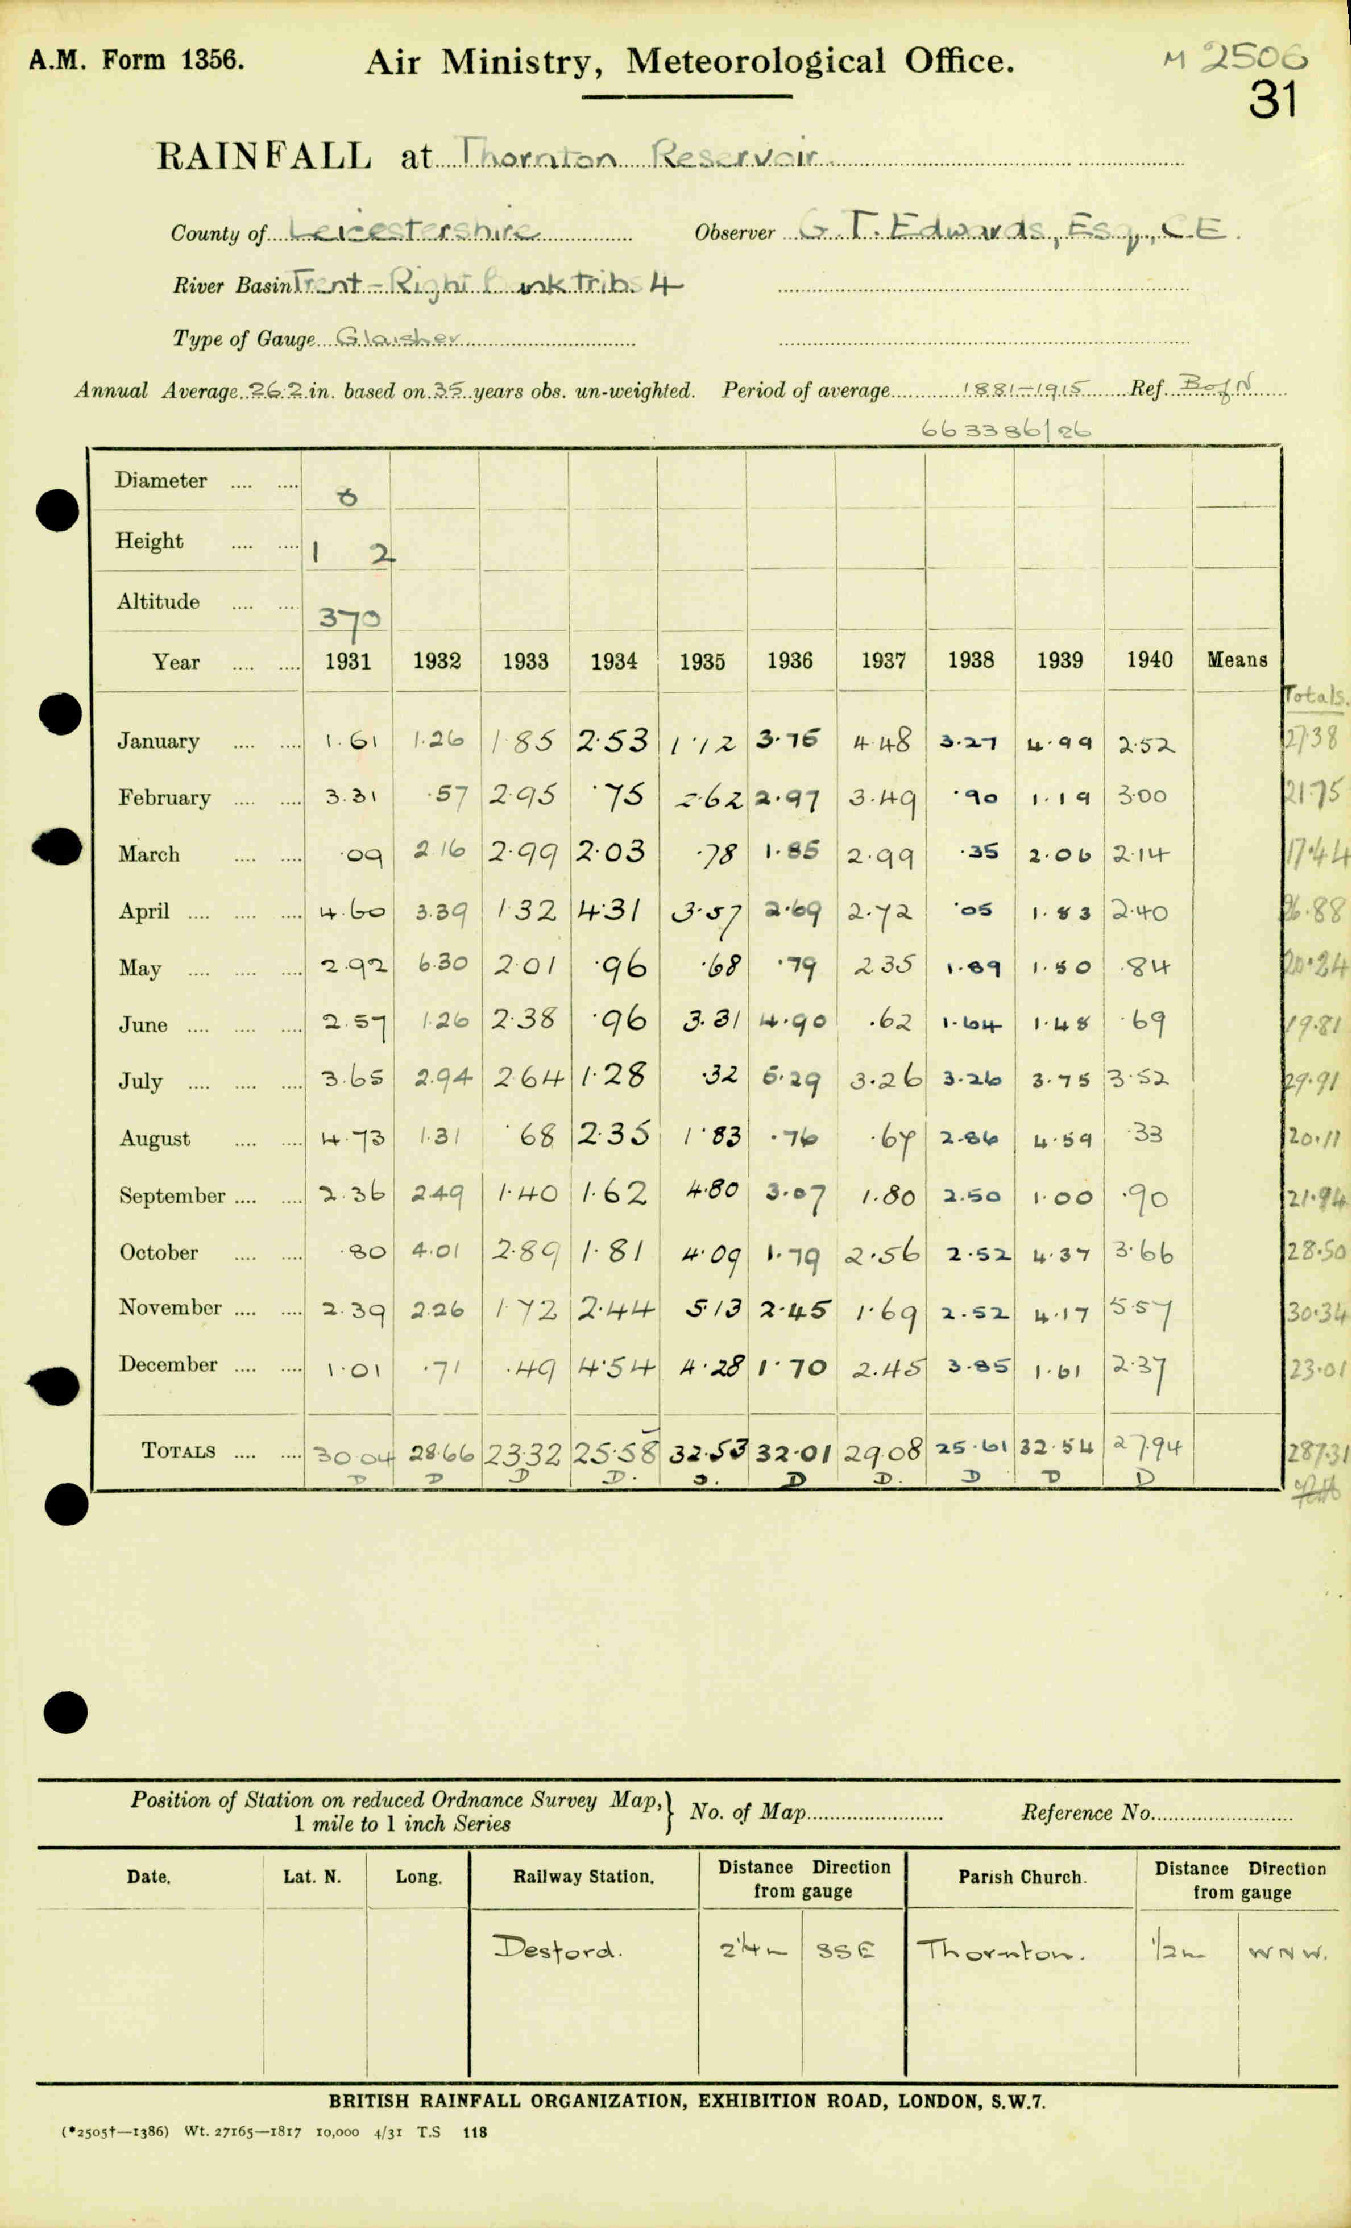 A.M. Form 1356.
Air Ministry, Meteorological Office.
M 2506
31
RAINFALL at Thornton Reservoir.
County of Leicestershire Observer G.T. Edwards, Esq., C.E.
River Basin Trent - Right bank tribs 4
Type of Gauge Glaisher
Annual Average 26.2 in. based on 35 years obs. un-weighted. Period of average 1881-1915 Ref. B of N
663386/26
Diameter .... .... 8
Height .... .... 1 2
Altitude .... .... 370
Year .... .... 1931 1932 1933 1934 1935 1936 1937 1938 1939 1940 Means
Totals.
January .... .... 1.61 1.26 1.85 2.53 1.12 3.75 4.48 3.27 4.99 2.52 27.38
February .... .... 3.31 .57 2.95 .75 2.62 2.97 3.49 .90 1.19 3.00 21.75
March .... .... .09 2.16 2.99 2.03 .78 1.85 2.99 .35 2.06 2.14 17.44
April .... .... .... 4.60 3.39 1.32 4.31 3.57 2.69 2.72 .05 1.83 2.40 26.88
May .... .... .... 2.92 6.30 2.01 .96 .68 .79 2.35 1.89 1.50 .84 20.24
June .... .... .... 2.57 1.26 2.38 .96 3.31 4.90 .62 1.64 1.48 .69 19.81
July .... .... .... 3.65 2.94 2.64 1.28 .32 5.29 3.26 3.26 3.75 3.52 29.91
August .... .... 4.73 1.31 .68 2.35 1.83 .76 .67 2.86 4.59 .33 20.11
September .... .... 2.36 2.49 1.40 1.62 4.80 3.07 1.80 2.50 1.00 .90 21.94
October .... .... .80 4.01 2.89 1.81 4.09 1.79 2.56 2.52 4.37 3.66 28.50
November .... .... 2.39 2.26 1.72 2.44 5.13 2.45 1.69 2.52 4.17 5.57 30.34
December .... .... 1.01 .71 .49 4.54 4.28 1.70 2.45 3.85 1.61 2.37 23.01
TOTALS .... .... 30.04 28.66 23.32 25.58 32.53 32.01 29.08 25.61 32.54 27.94 287.31
D D D D. D. D D. D D D
Position of Station on reduced Ordnance Survey Map,} No. of Map Reference No.
1 mile to 1 inch Series
Date. Lat. N. Long. Railway Station. Distance Direction from gauge Parish Church. Distance Direction from gauge
Desford. 2¼m SSE Thornton. 1/2m WNW.
BRITISH RAINFALL ORGANIZATION, EXHIBITION ROAD, LONDON, S.W.7.
(*2505†—1386) Wt. 27165—1817 10,000 4/31 T.S 118